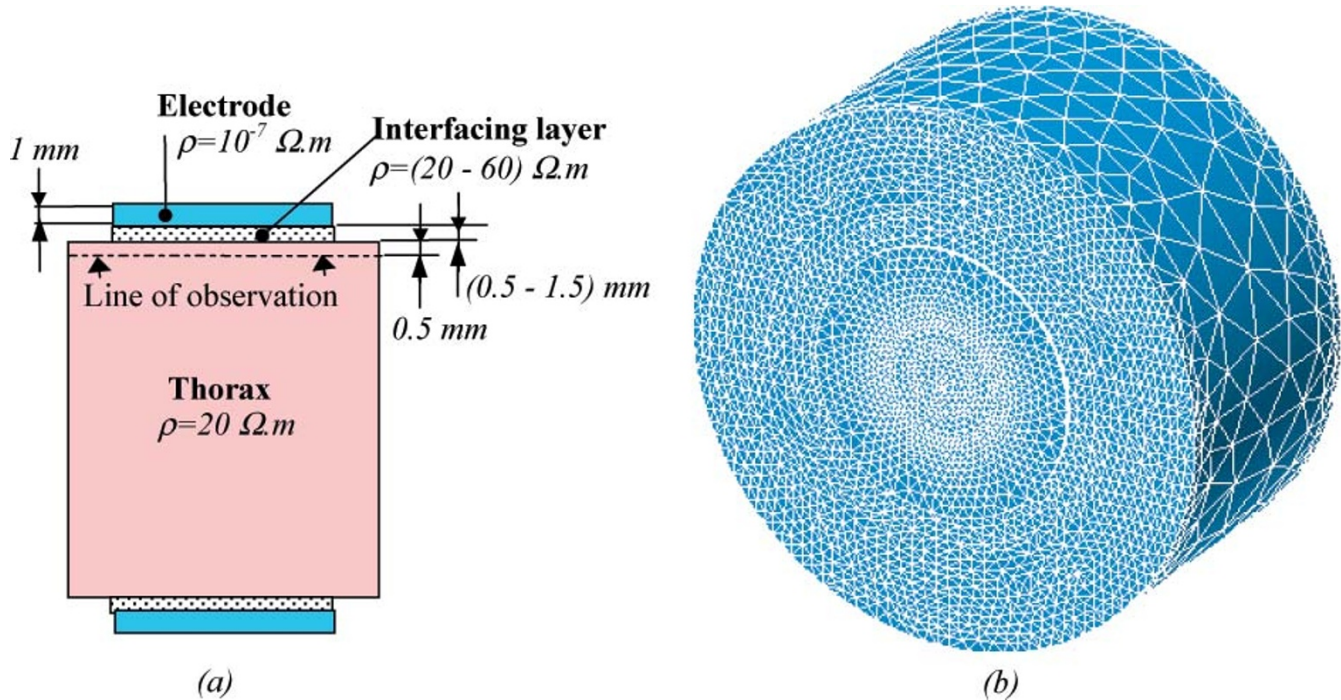 Electrode
ρ=10⁻⁷ Ω.m
Interfacing layer
ρ=(20 - 60) Ω.m
1 mm
Line of observation
(0.5 - 1.5) mm
0.5 mm
Thorax
ρ=20 Ω.m
(a)
(b)